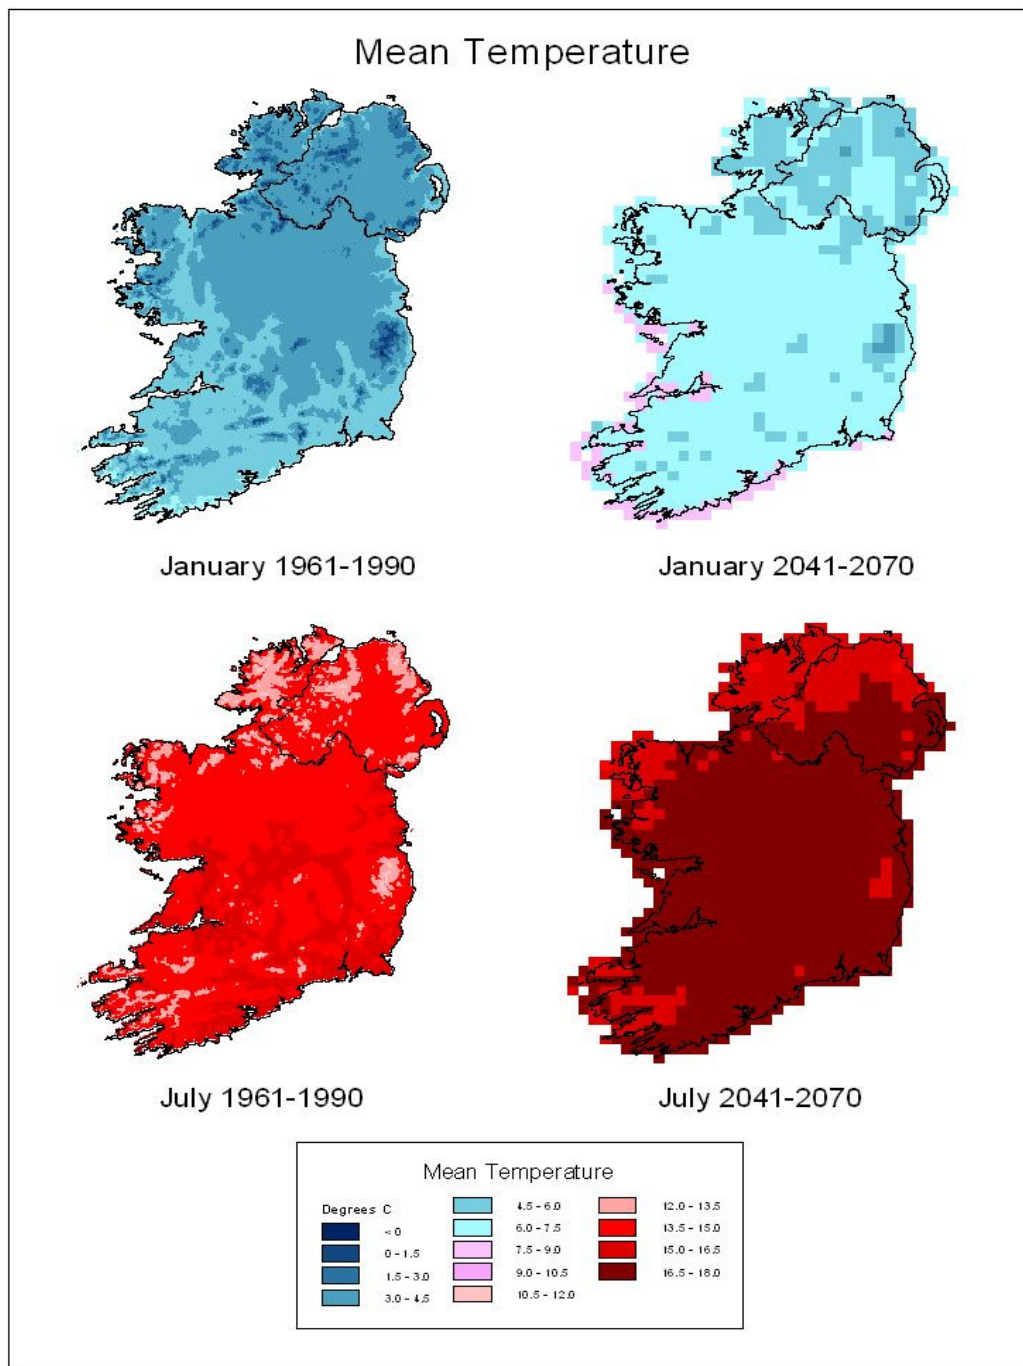 Mean Temperature
January 1961-1990
January 2041-2070
July 1961-1990
July 2041-2070
Mean Temperature
Degrees C
< 0
0 - 1.5
1.5 - 3.0
3.0 - 4.5
4.5 - 6.0
6.0 - 7.5
7.5 - 9.0
9.0 - 10.5
10.5 - 12.0
12.0 - 13.5
13.5 - 15.0
15.0 - 16.5
16.5 - 18.0